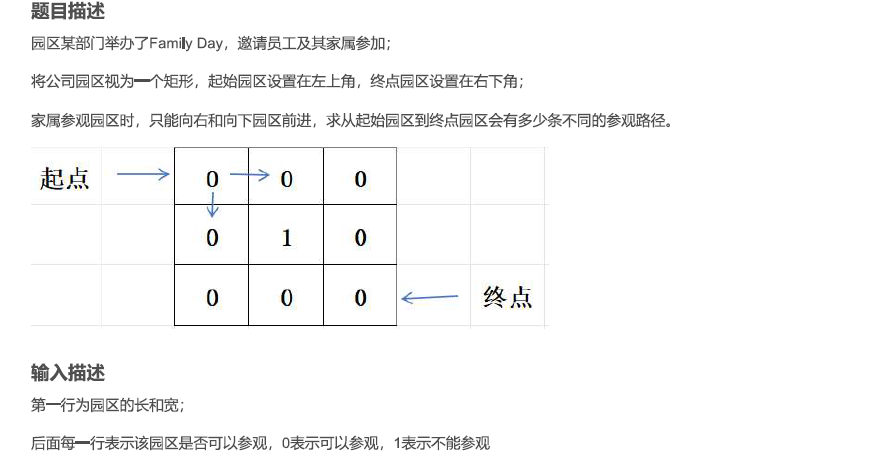 题目描述
园区某部门举办了Family Day，邀请员工及其家属参加；
将公司园区视为一个矩形，起始园区设置在左上角，终点园区设置在右下角；
家属参观园区时，只能向右和向下园区前进，求从起始园区到终点园区会有多少条不同的参观路径。
起点 0 0 0
0 1 0
0 0 0 终点
输入描述
第一行为园区的长和宽；
后面每一行表示该园区是否可以参观，0表示可以参观，1表示不能参观